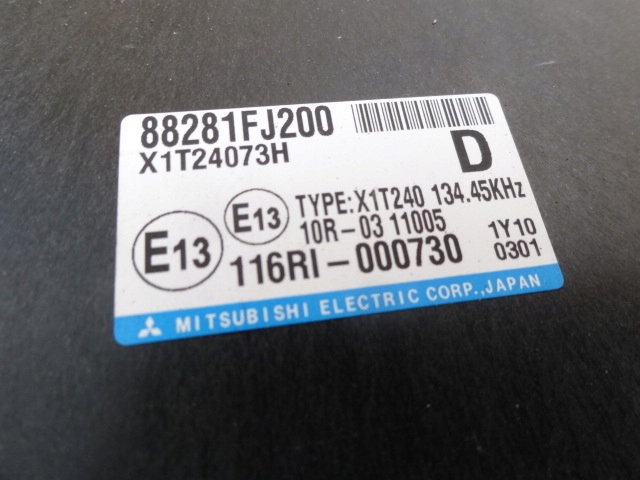 88281FJ200
X1T24073H
D
E13
E13
TYPE:X1T240 134.45KHz
10R-03 11005
116RI-000730
1Y10
0301
MITSUBISHI ELECTRIC CORP.,JAPAN